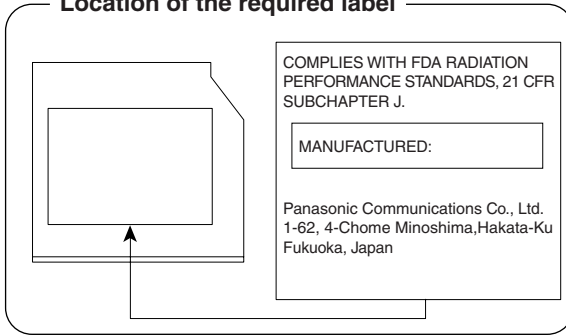 Location of the required label
COMPLIES WITH FDA RADIATION
PERFORMANCE STANDARDS, 21 CFR
SUBCHAPTER J.
MANUFACTURED:
Panasonic Communications Co., Ltd.
1-62, 4-Chome Minoshima,Hakata-Ku
Fukuoka, Japan